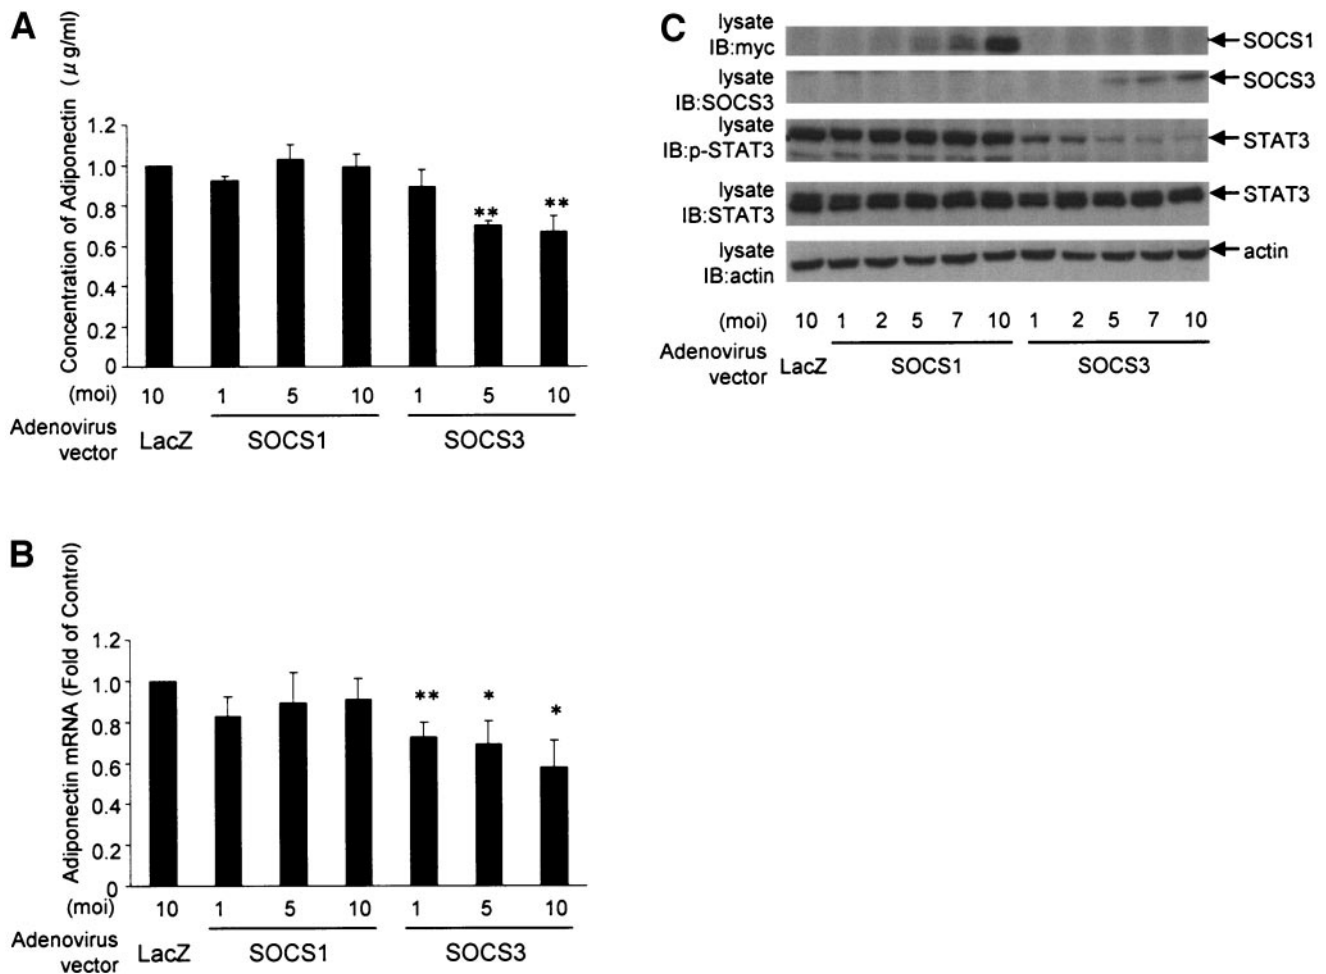 A
Concentration of Adiponectin (μg/ml)
1.2
1.0
0.8
0.6
0.4
0.2
0
** **
(moi) 10 1 5 10 1 5 10
Adenovirus
vector
LacZ SOCS1 SOCS3
B
Adiponectin mRNA (Fold of Control)
1.2
1.0
0.8
0.6
0.4
0.2
0
** * *
(moi) 10 1 5 10 1 5 10
Adenovirus
vector
LacZ SOCS1 SOCS3
C
lysate
IB:myc
SOCS1
lysate
IB:SOCS3
SOCS3
lysate
IB:p-STAT3
STAT3
lysate
IB:STAT3
STAT3
lysate
IB:actin
actin
(moi) 10 1 2 5 7 10 1 2 5 7 10
Adenovirus
vector
LacZ SOCS1 SOCS3